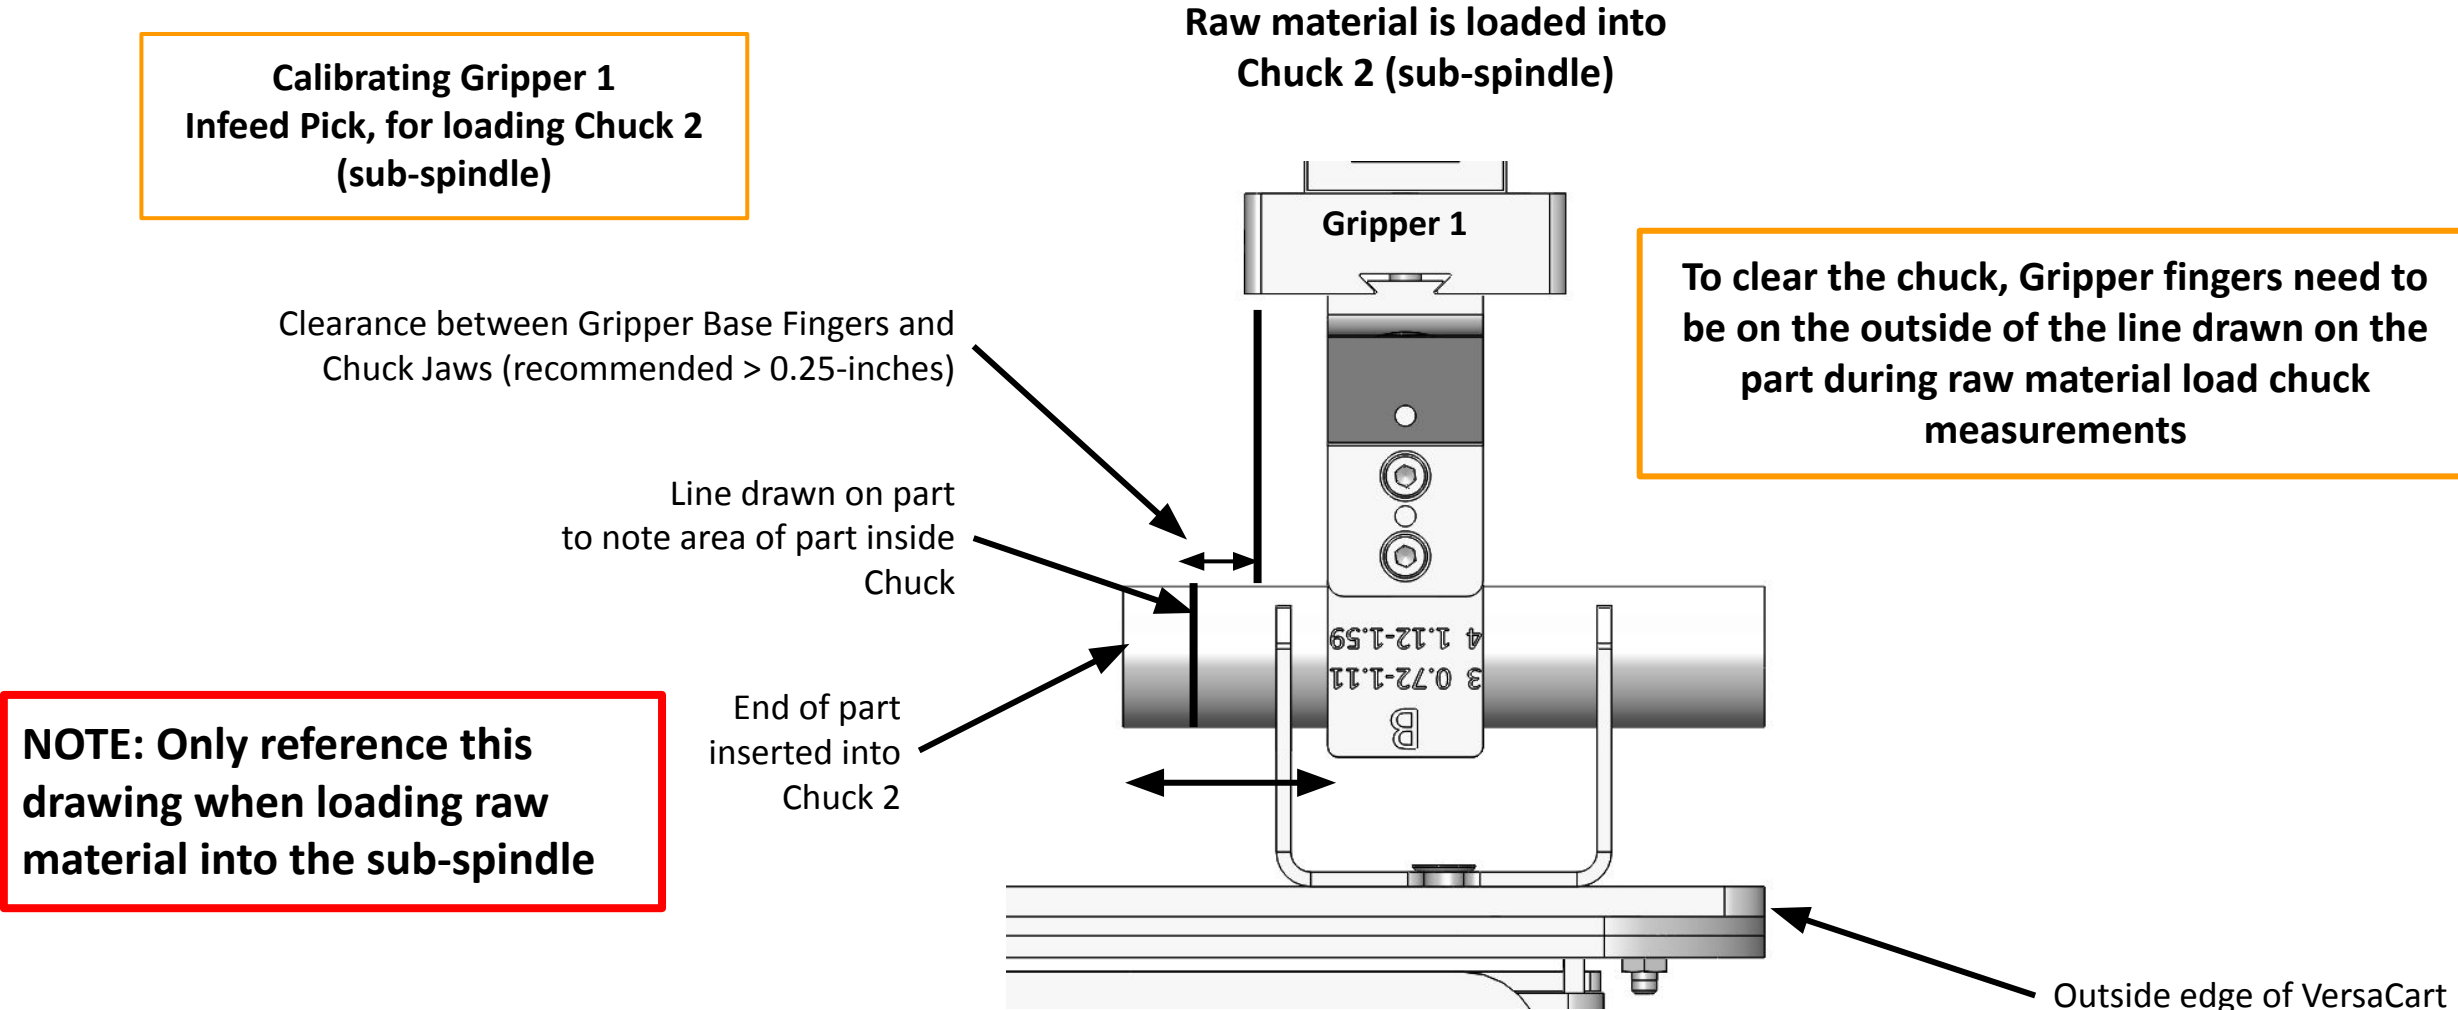 Raw material is loaded into
Chuck 2 (sub-spindle)
Calibrating Gripper 1
Infeed Pick, for loading Chuck 2
(sub-spindle)
Gripper 1
To clear the chuck, Gripper fingers need to
be on the outside of the line drawn on the
part during raw material load chuck
measurements
Clearance between Gripper Base Fingers and
Chuck Jaws (recommended > 0.25-inches)
Line drawn on part
to note area of part inside
Chuck
4 1.12-1.59
3 0.72-1.11
B
End of part
inserted into
Chuck 2
NOTE: Only reference this
drawing when loading raw
material into the sub-spindle
Outside edge of VersaCart